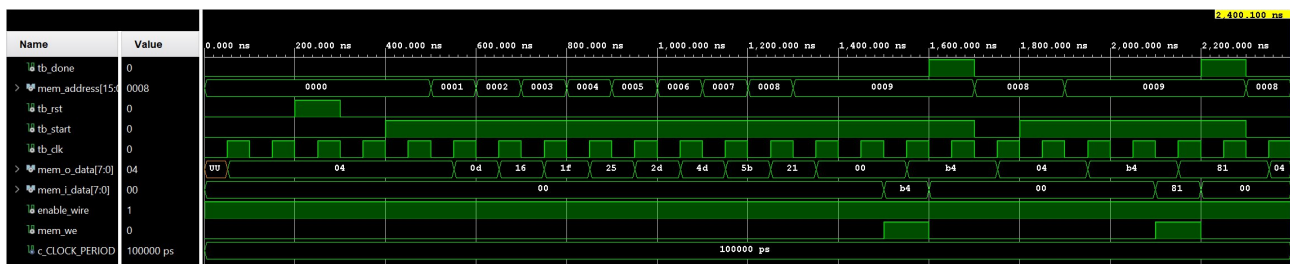 2,400.100 ns
Name Value 0.000 ns 200.000 ns 400.000 ns 600.000 ns 800.000 ns 1,000.000 ns 1,200.000 ns 1,400.000 ns 1,600.000 ns 1,800.000 ns 2,000.000 ns 2,200.000 ns
tb_done 0
mem_address[15:0 0008 0000 0001 0002 0003 0004 0005 0006 0007 0008 0009 0008 0009 0008
tb_rst 0
tb_start 0
tb_clk 0
mem_o_data[7:0] 04 UU 04 0d 16 1f 25 2d 4d 5b 21 00 b4 04 b4 81 04
mem_i_data[7:0] 00 00 b4 00 81 00
enable_wire 1
mem_we 0
c_CLOCK_PERIOD 100000 ps 100000 ps